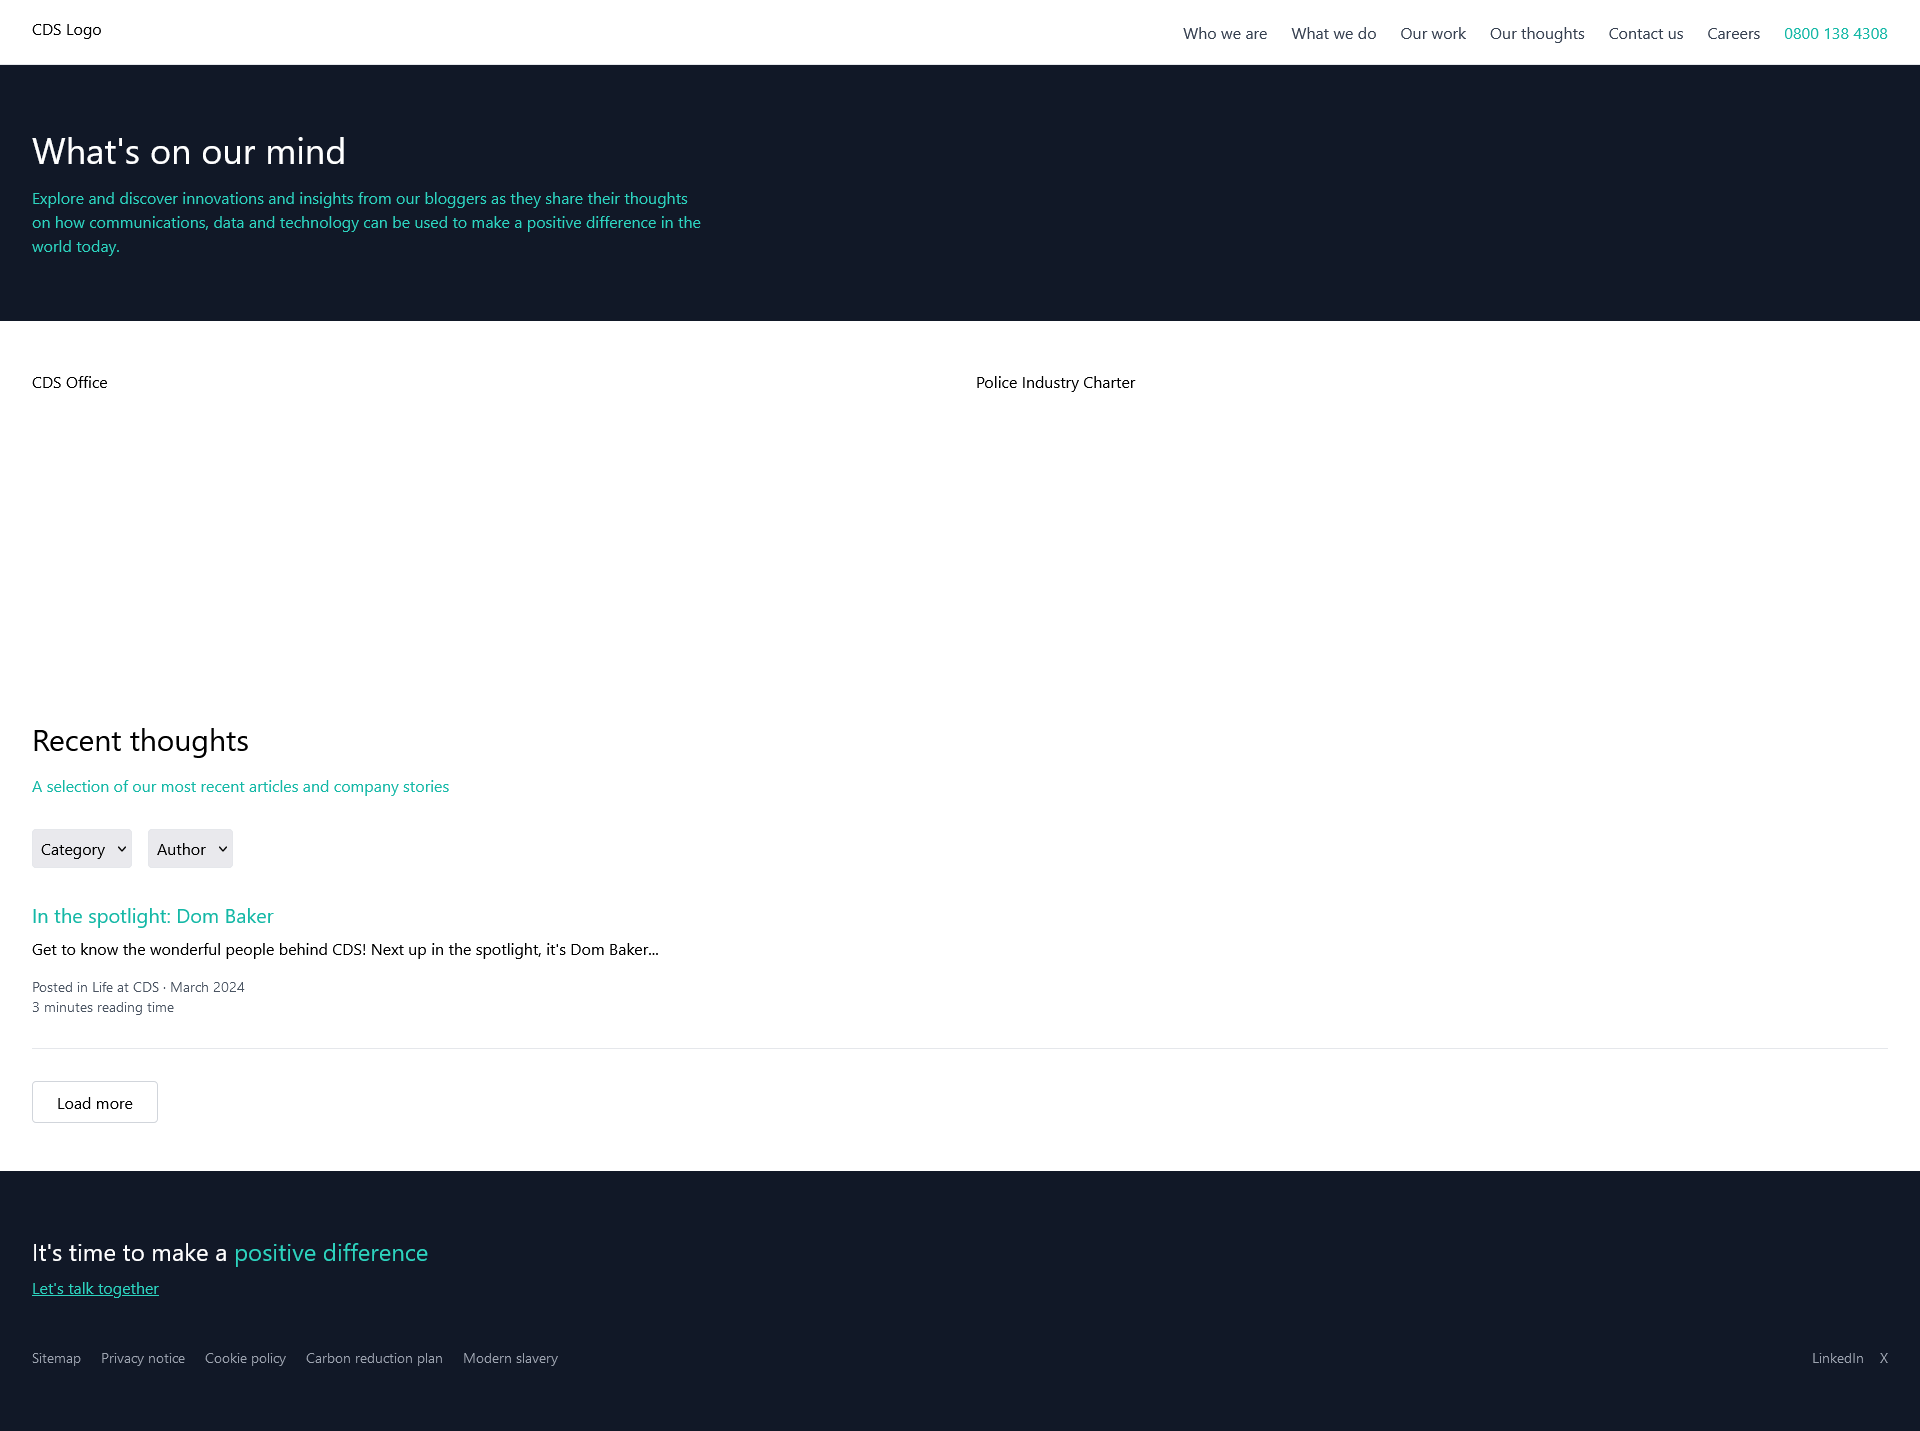 CDS Logo
Who we are
What we do
Our work
Our thoughts
Contact us
Careers
0800 138 4308
What's on our mind
Explore and discover innovations and insights from our bloggers as they share their thoughts
on how communications, data and technology can be used to make a positive difference in the
world today.
CDS Office
Police Industry Charter
Recent thoughts
A selection of our most recent articles and company stories
Category
Author
In the spotlight: Dom Baker
Get to know the wonderful people behind CDS! Next up in the spotlight, it's Dom Baker...
Posted in Life at CDS · March 2024
3 minutes reading time
Load more
It's time to make a positive difference
Let's talk together
Sitemap
Privacy notice
Cookie policy
Carbon reduction plan
Modern slavery
LinkedIn
X